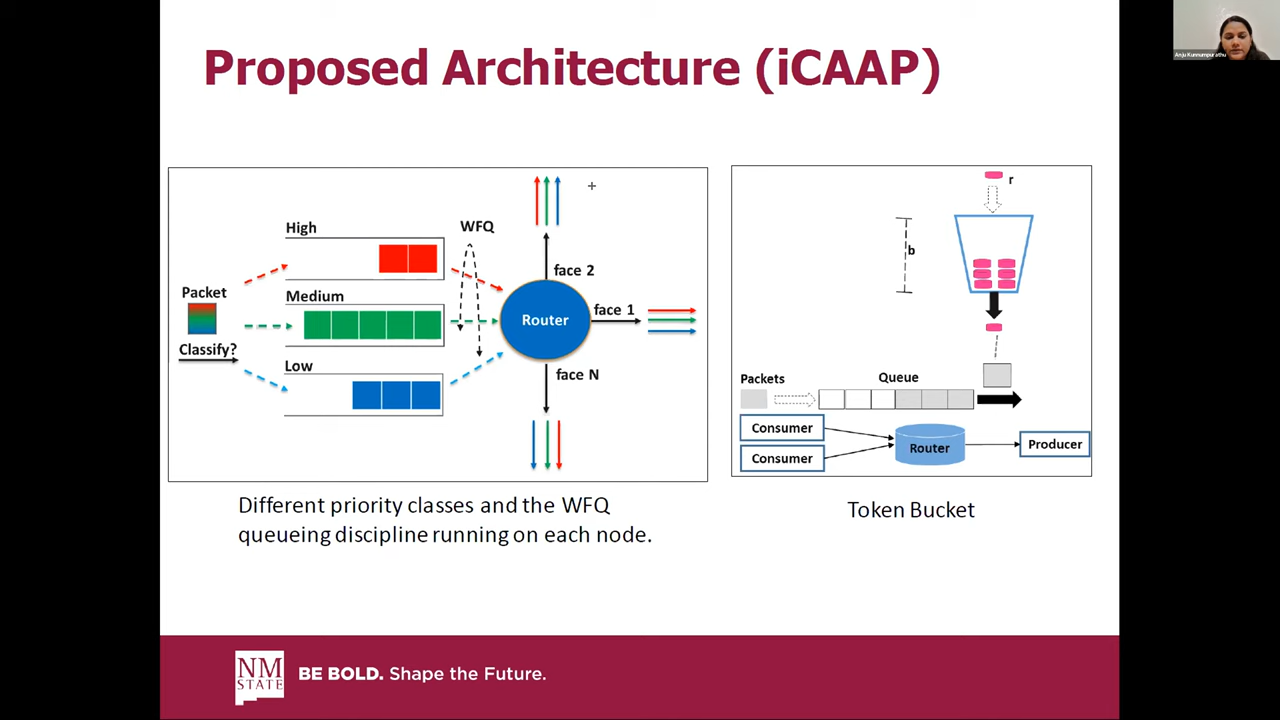 Proposed Architecture (iCAAP)
Anju Kunnumpurathu
High
WFQ
face 2
Packet
Medium
face 1
Router
Classify?
Low
face N
r
b
Packets
Queue
Consumer
Router
Producer
Consumer
Different priority classes and the WFQ
queueing discipline running on each node.
Token Bucket
NM
STATE
BE BOLD. Shape the Future.